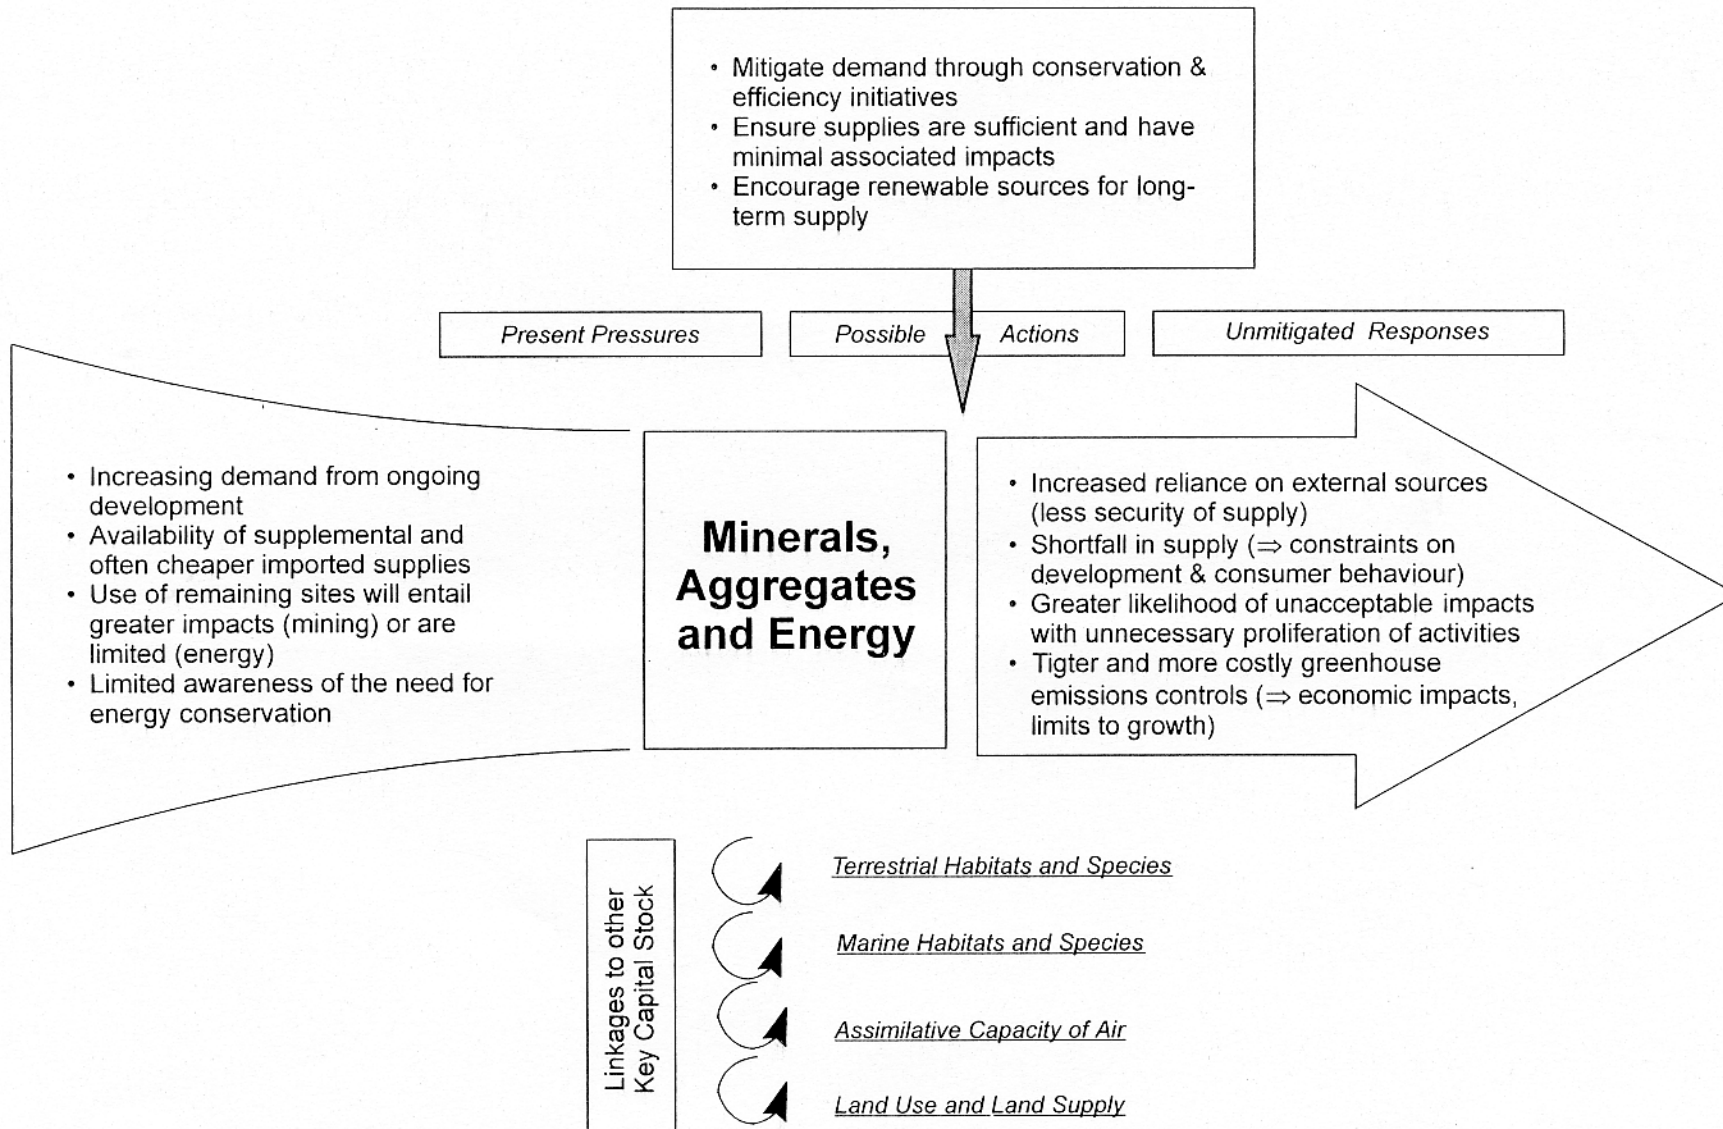 • Mitigate demand through conservation &
efficiency initiatives
• Ensure supplies are sufficient and have
minimal associated impacts
• Encourage renewable sources for long-
term supply
Present Pressures
Possible Actions
Unmitigated Responses
• Increasing demand from ongoing
development
• Availability of supplemental and
often cheaper imported supplies
• Use of remaining sites will entail
greater impacts (mining) or are
limited (energy)
• Limited awareness of the need for
energy conservation
Minerals,
Aggregates
and Energy
• Increased reliance on external sources
(less security of supply)
• Shortfall in supply (⇒ constraints on
development & consumer behaviour)
• Greater likelihood of unacceptable impacts
with unnecessary proliferation of activities
• Tigter and more costly greenhouse
emissions controls (⇒ economic impacts,
limits to growth)
Linkages to other
Key Capital Stock
Terrestrial Habitats and Species
Marine Habitats and Species
Assimilative Capacity of Air
Land Use and Land Supply